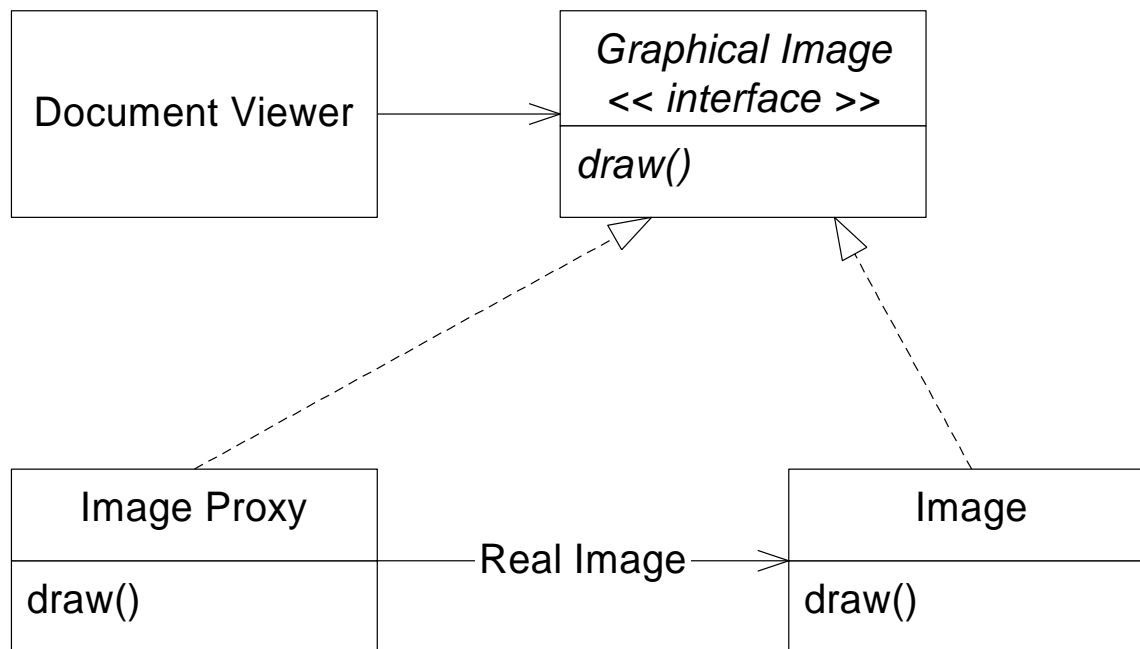 Document Viewer
Graphical Image
<< interface >>
draw()
Image Proxy
draw()
Real Image
Image
draw()